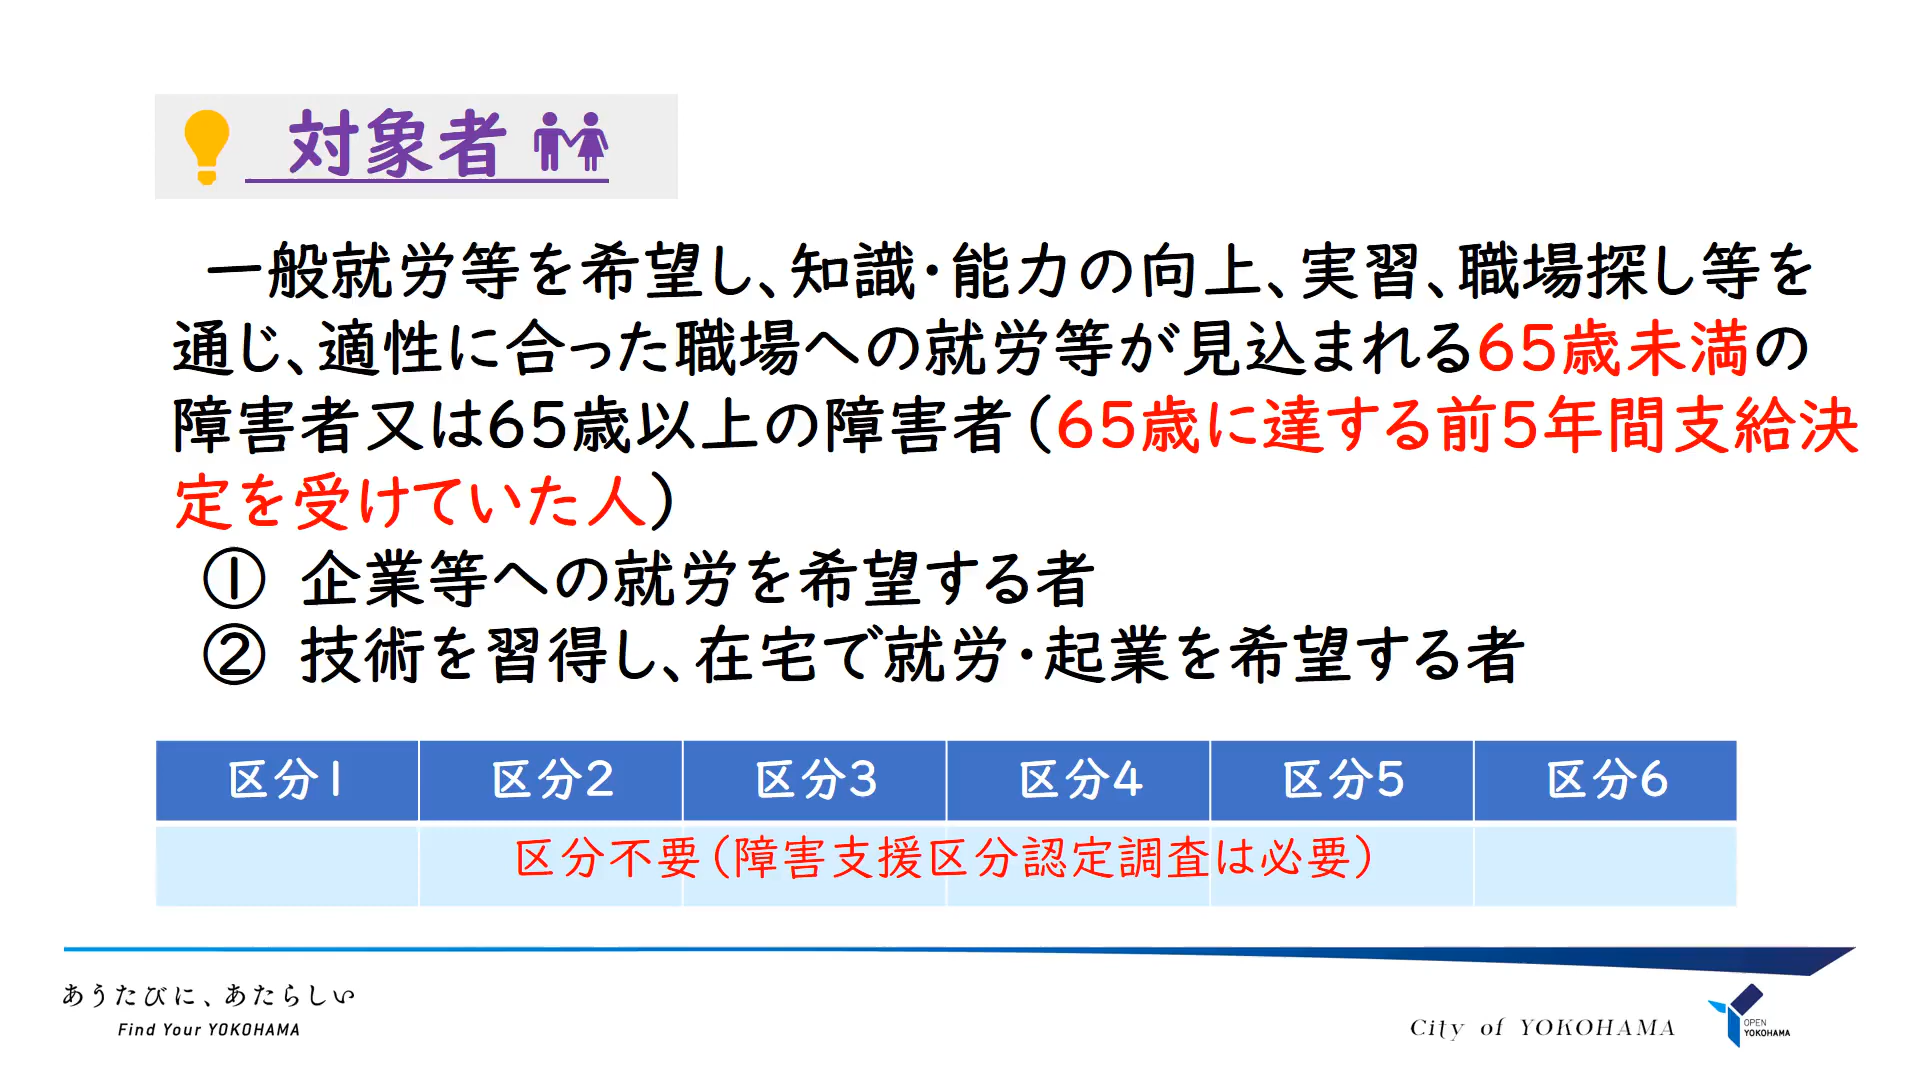 対象者
一般就労等を希望し、知識・能力の向上、実習、職場探し等を
通じ、適性に合った職場への就労等が見込まれる65歳未満の
障害者又は65歳以上の障害者（65歳に達する前5年間支給決
定を受けていた人）
① 企業等への就労を希望する者
② 技術を習得し、在宅で就労・起業を希望する者
区分1 区分2 区分3 区分4 区分5 区分6
区分不要（障害支援区分認定調査は必要）
あうたびに、あたらしい
Find Your YOKOHAMA
City of YOKOHAMA
OPEN
YOKOHAMA